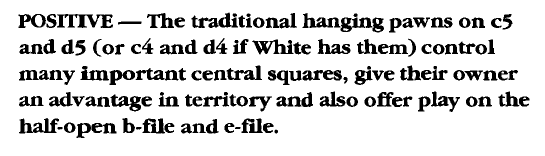 POSITIVE — The traditional hanging pawns on c5
and d5 (or c4 and d4 if White has them) control
many important central squares, give their owner
an advantage in territory and also offer play on the
half-open b-file and e-file.